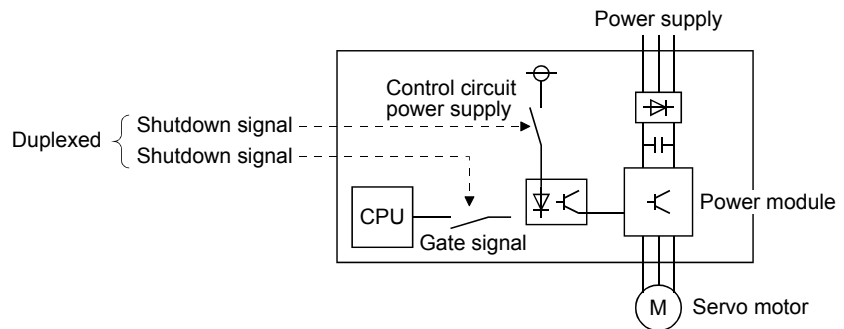 Power supply
Control circuit
power supply
Duplexed
Shutdown signal
Shutdown signal
CPU
Gate signal
Power module
M
Servo motor